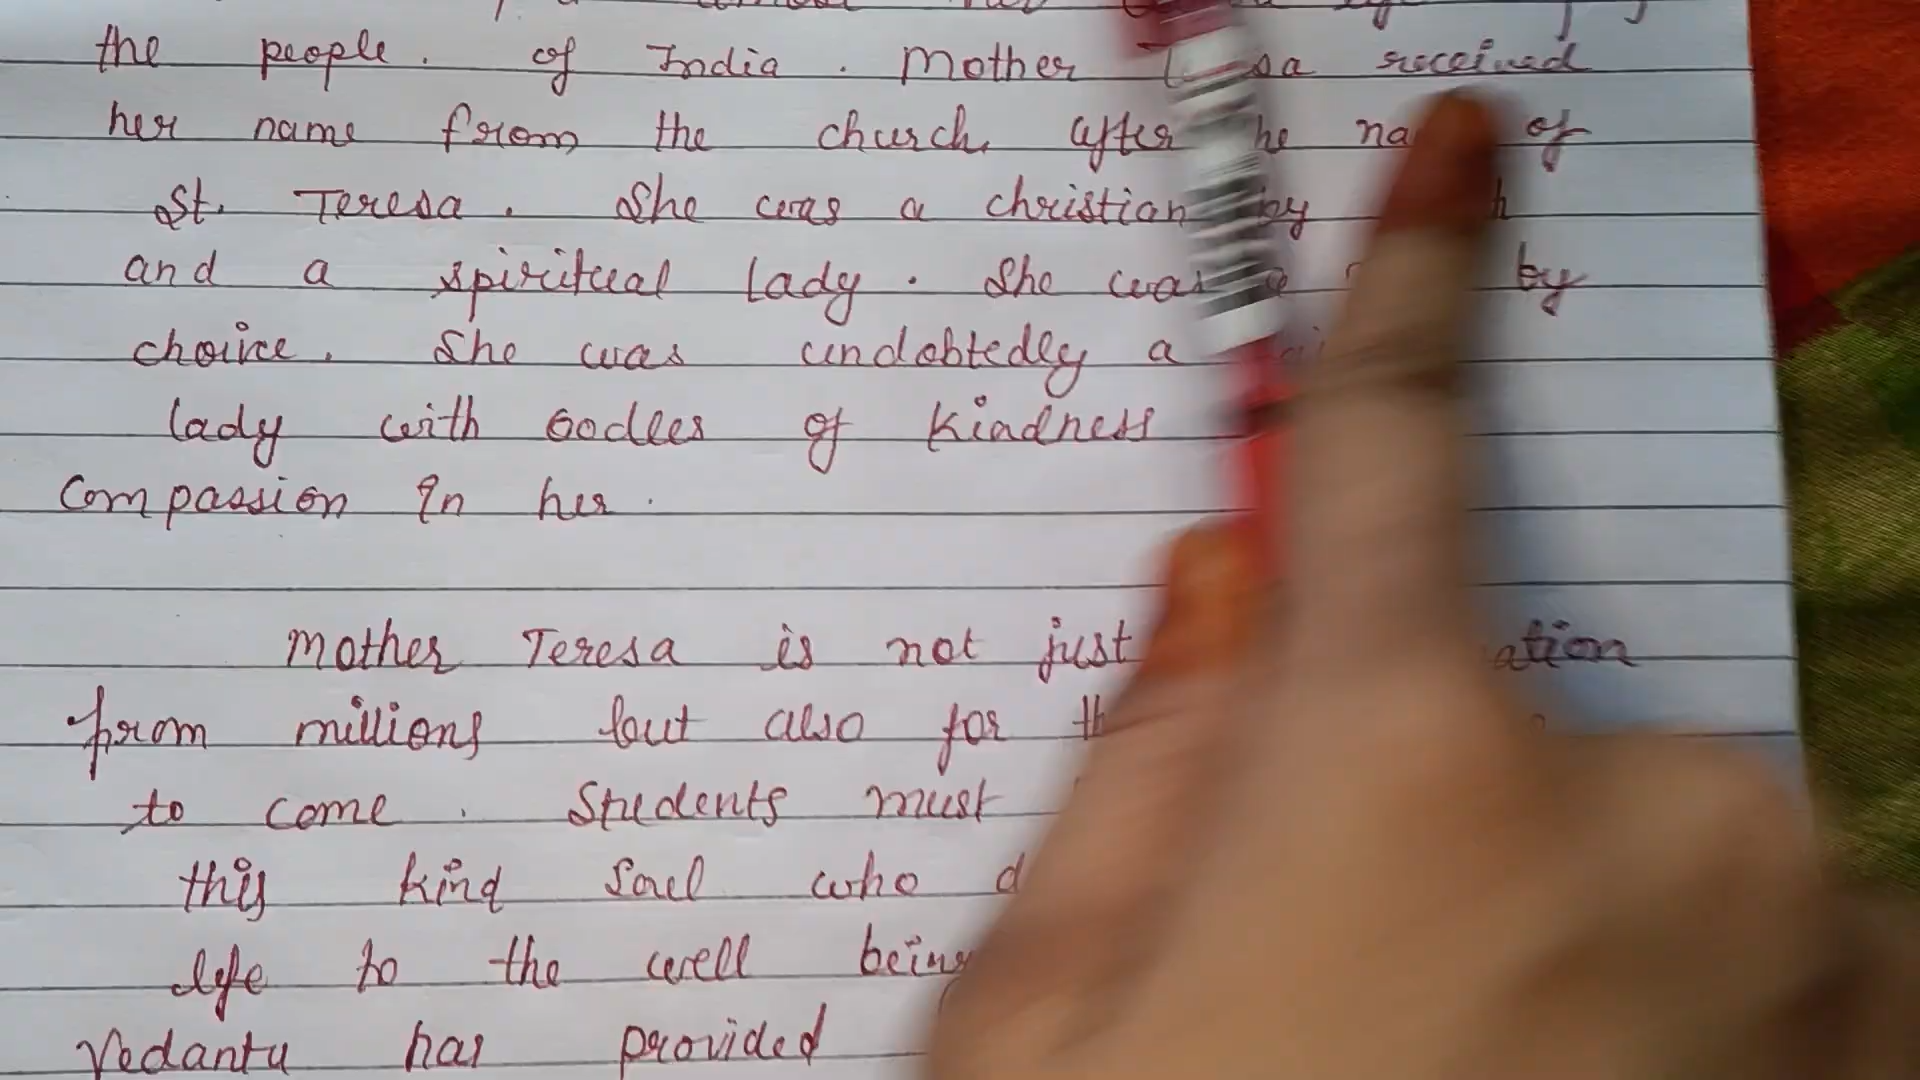 the people. of India. Mother received
her name from the church. after of
St. Teresa. She was a christian by
and a spiritual lady. She was a by
choice. She was undobtedly a
lady with oodles of kindness
compassion in her.
Mother Teresa is not just
from millions but also for
to come. Students must
this kind soul who
life to the well being
Vedantu has provided